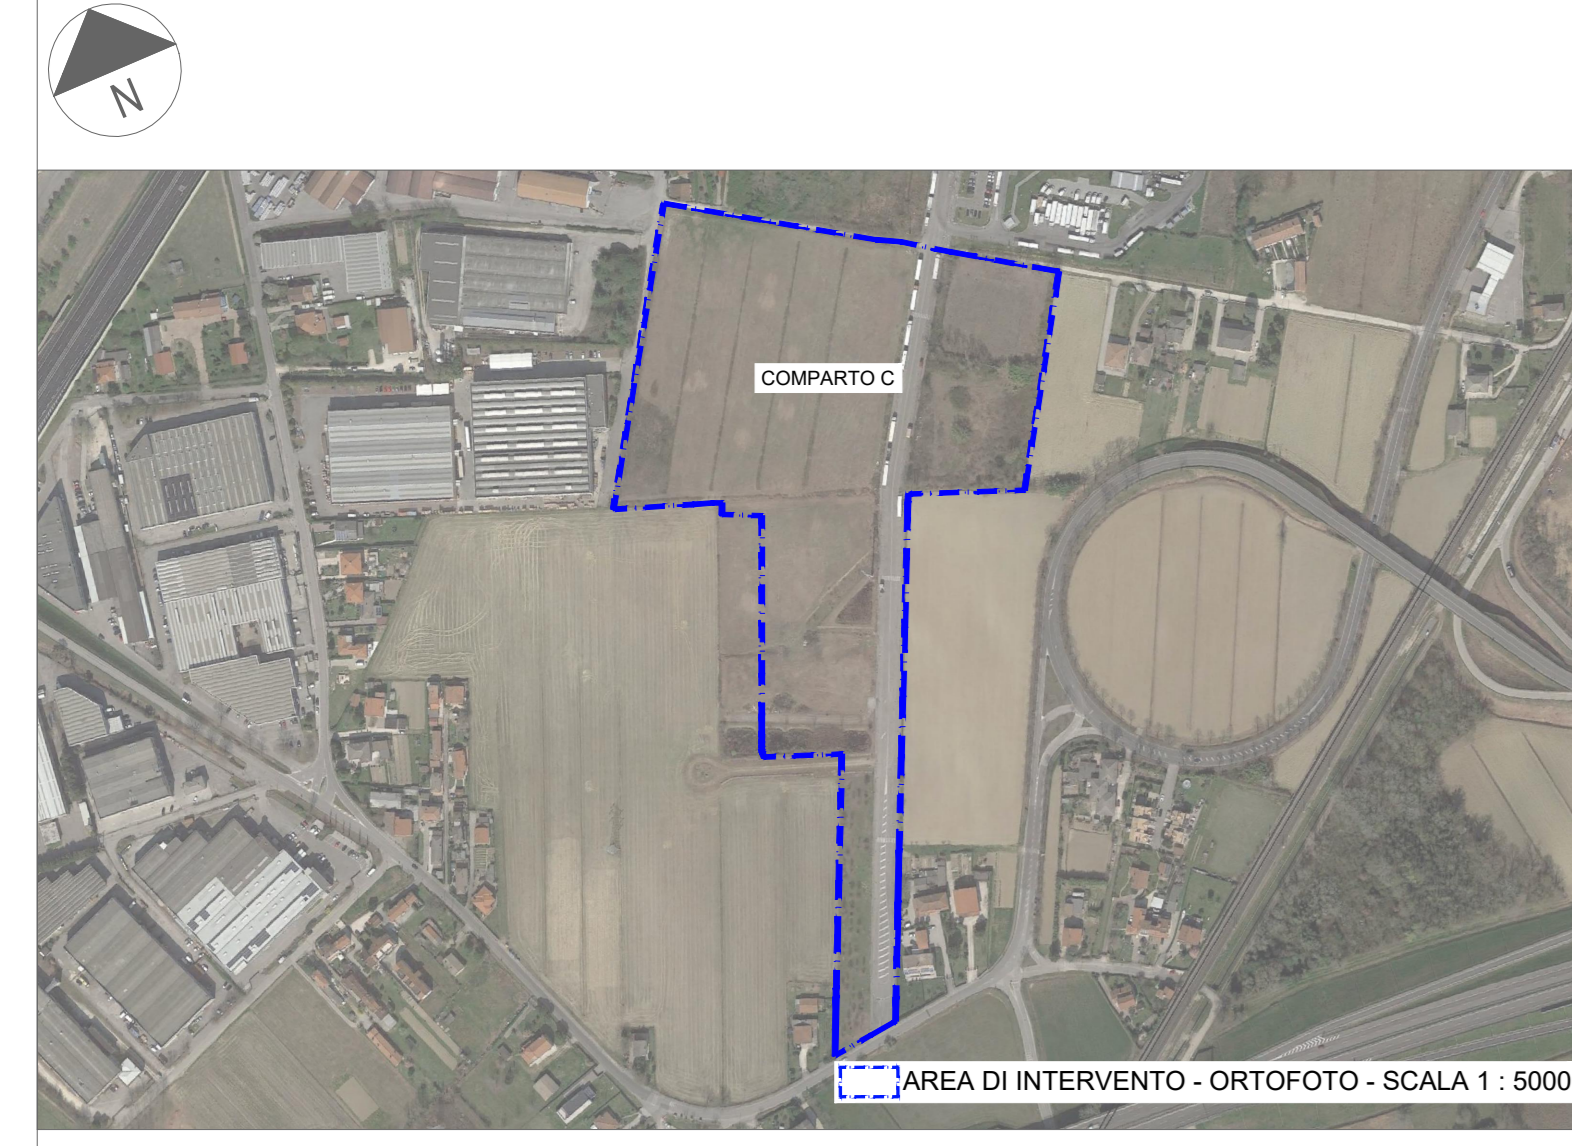 N
COMPARTO C
AREA DI INTERVENTO - ORTOFOTO - SCALA 1 : 5000